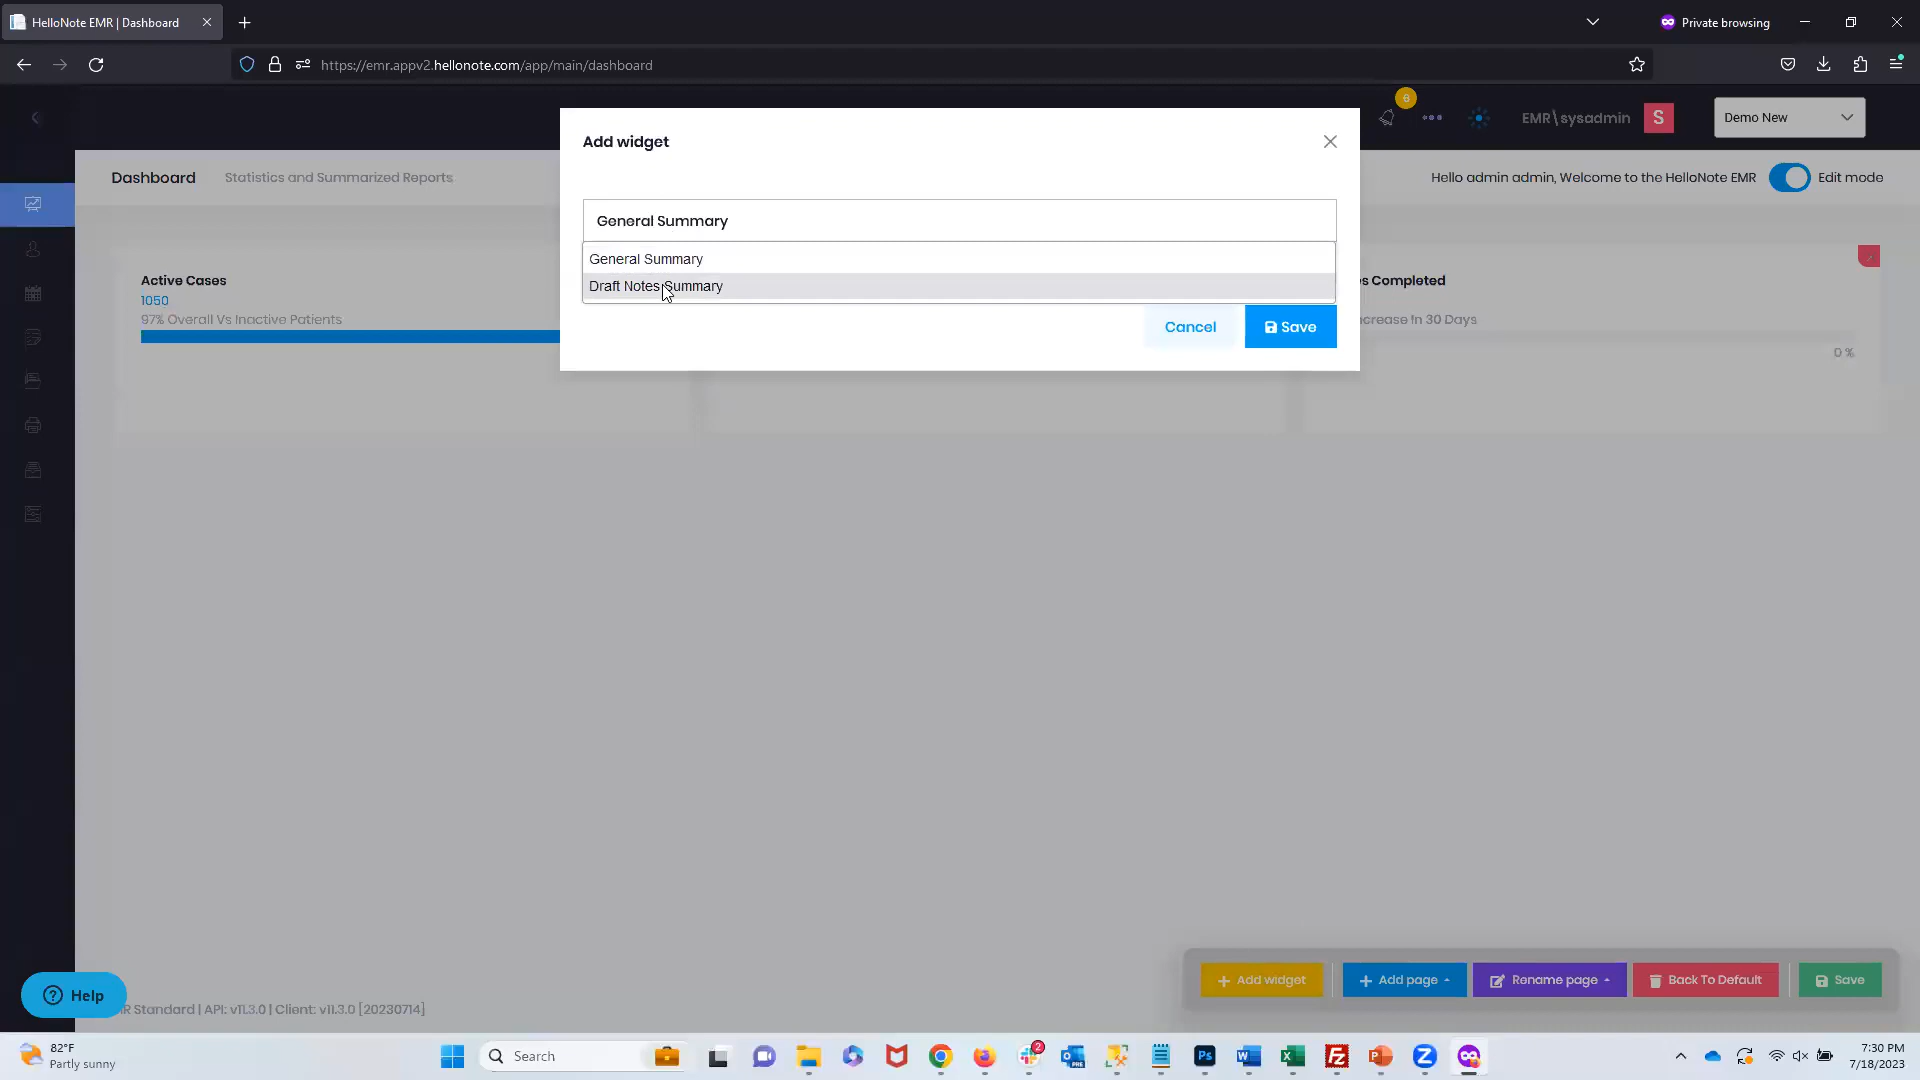 HelloNote EMR | Dashboard
Private browsing
https://emr.appv2.hellonote.com/app/main/dashboard
6
EMR\sysadmin
S
Demo New
Add widget
Dashboard
Statistics and Summarized Reports
Hello admin admin, Welcome to the HelloNote EMR
Edit mode
General Summary
General Summary
Draft Notes Summary
Cancel
Save
Active Cases
1050
97% Overall Vs Inactive Patients
s Completed
crease In 30 Days
0 %
Add widget
Add page
Rename page
Back To Default
Save
Help
R Standard | API: v11.3.0 | Client: v11.3.0 [20230714]
82°F
Partly sunny
Search
2
PRE
Ps
7:30 PM
7/18/2023